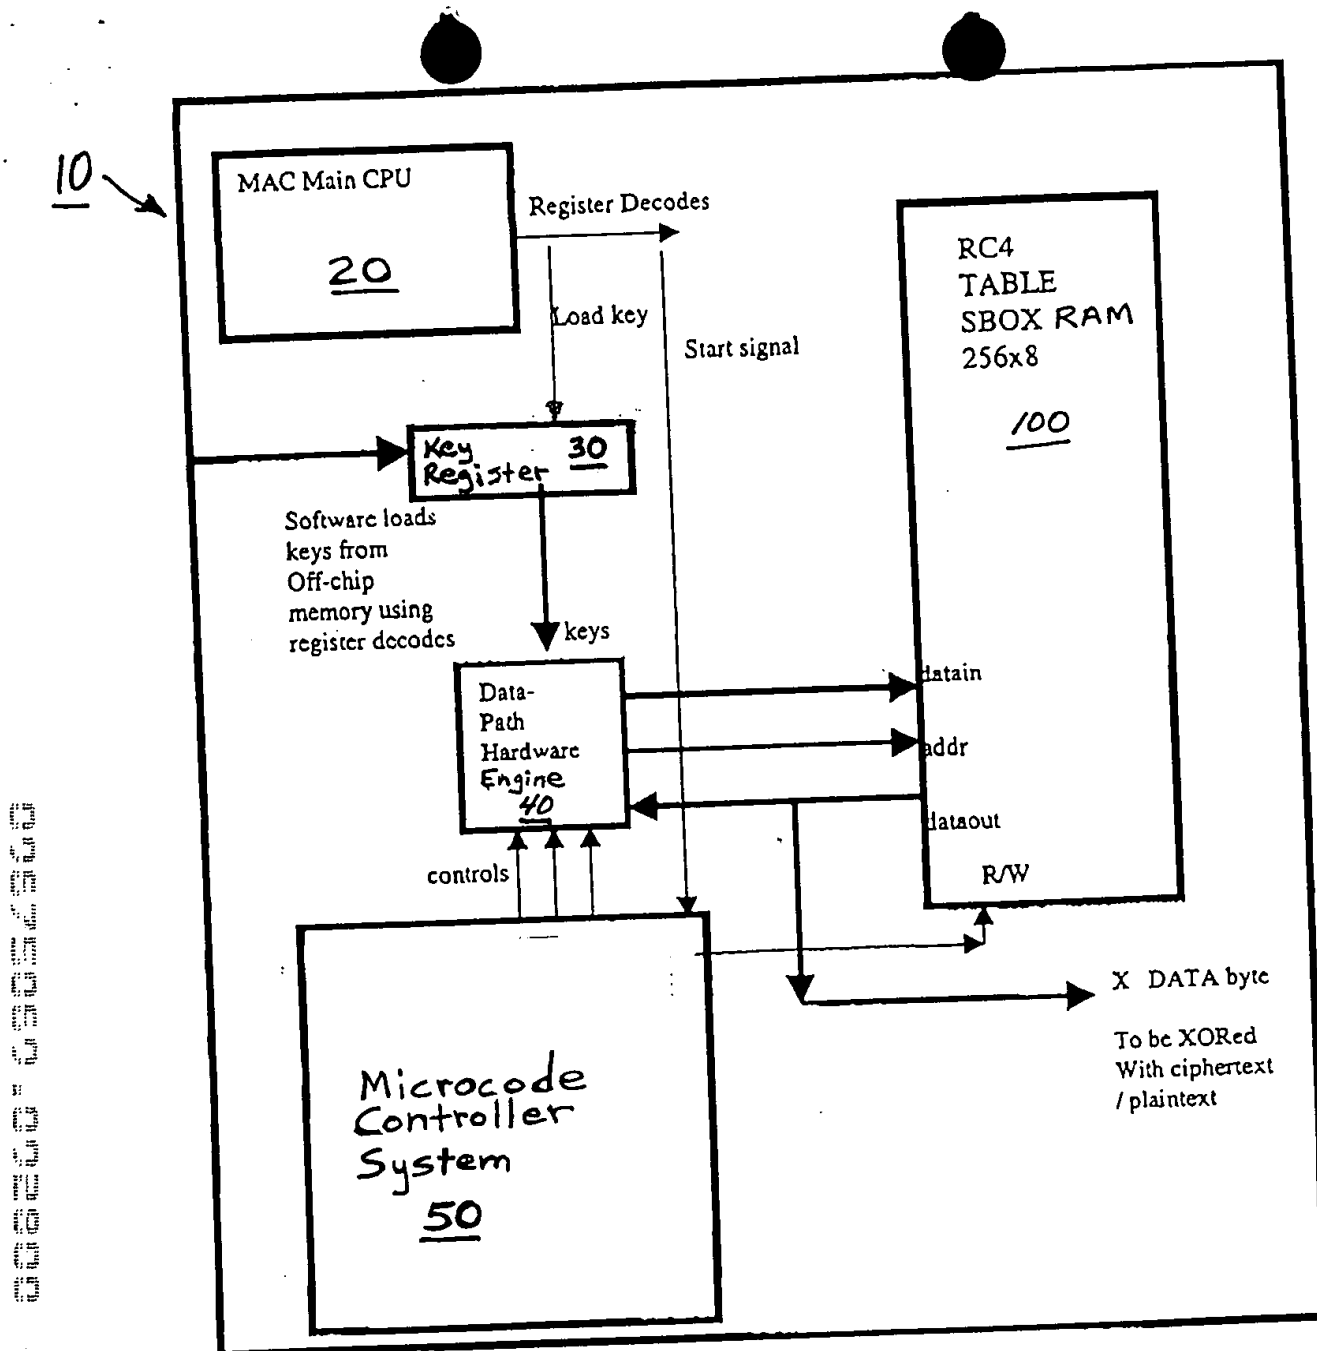 10
MAC Main CPU
20
Register Decodes
Load key
Start signal
RC4
TABLE
SBOX RAM
256x8
100
Key 30
Register
Software loads
keys from
Off-chip
memory using
register decodes
keys
Data-
Path
Hardware
Engine
40
datain
addr
dataout
R/W
controls
Microcode
Controller
System
50
X DATA byte
To be XORed
With ciphertext
/ plaintext